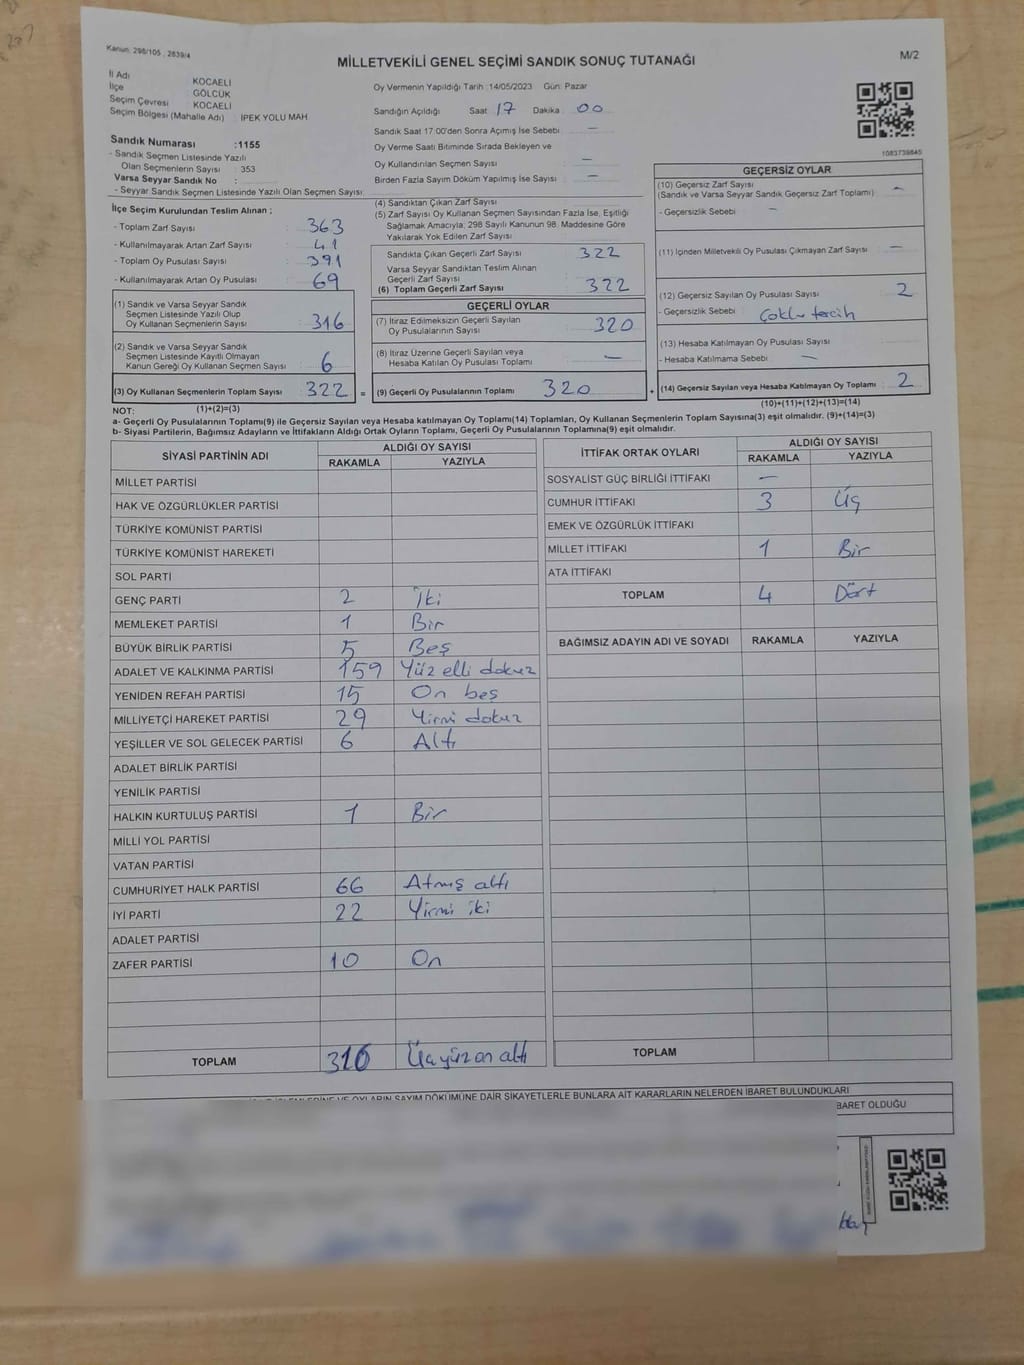 Kanun: 298/105 , 2839/4
MİLLETVEKİLİ GENEL SEÇİMİ SANDIK SONUÇ TUTANAĞI
M/2
İl Adı KOCAELİ
İlçe GÖLCÜK
Seçim Çevresi KOCAELİ
Seçim Bölgesi (Mahalle Adı) : İPEK YOLU MAH
Sandık Numarası :1155
- Sandık Seçmen Listesinde Yazılı
Olan Seçmenlerin Sayısı : 353
Varsa Seyyar Sandık No :
- Seyyar Sandık Seçmen Listesinde Yazılı Olan Seçmen Sayısı:
Oy Vermenin Yapıldığı Tarih :14/05/2023 Gün: Pazar
Sandığın Açıldığı Saat 17 Dakika 00
Sandık Saat 17:00'den Sonra Açmış İse Sebebi : —
Oy Verme Saati Bitiminde Sırada Bekleyen ve
Oy Kullandırılan Seçmen Sayısı : —
Birden Fazla Sayım Döküm Yapılmış İse Sayısı : —
1083739845
İlçe Seçim Kurulundan Teslim Alınan ;
- Toplam Zarf Sayısı : 363
- Kullanılmayarak Artan Zarf Sayısı : 41
- Toplam Oy Pusulası Sayısı : 391
- Kullanılmayarak Artan Oy Pusulası : 69
(1) Sandık ve Varsa Seyyar Sandık
Seçmen Listesinde Yazılı Olup
Oy Kullanan Seçmenlerin Sayısı : 316
(2) Sandık ve Varsa Seyyar Sandık
Seçmen Listesinde Kayıtlı Olmayan
Kanun Gereği Oy Kullanan Seçmen Sayısı : 6
(3) Oy Kullanan Seçmenlerin Toplam Sayısı : 322 =
(4) Sandıktan Çıkan Zarf Sayısı
(5) Zarf Sayısı Oy Kullanan Seçmen Sayısından Fazla İse, Eşitliği
Sağlamak Amacıyla; 298 Sayılı Kanunun 98. Maddesine Göre
Yakılarak Yok Edilen Zarf Sayısı :
Sandıkta Çıkan Geçerli Zarf Sayısı : 322
Varsa Seyyar Sandıktan Teslim Alınan
Geçerli Zarf Sayısı :
(6) Toplam Geçerli Zarf Sayısı : 322
GEÇERLİ OYLAR
(7) İtiraz Edilmeksizin Geçerli Sayılan
Oy Pusulalarının Sayısı : 320
(8) İtiraz Üzerine Geçerli Sayılan veya
Hesaba Katılan Oy Pusulası Toplamı : —
(9) Geçerli Oy Pusulalarının Toplamı : 320 +
GEÇERSİZ OYLAR
(10) Geçersiz Zarf Sayısı
(Sandık ve Varsa Seyyar Sandık Geçersiz Zarf Toplamı) : —
- Geçersizlik Sebebi : —
(11) İçinden Milletvekili Oy Pusulası Çıkmayan Zarf Sayısı : —
(12) Geçersiz Sayılan Oy Pusulası Sayısı : 2
- Geçersizlik Sebebi : Çoklu tercih
(13) Hesaba Katılmayan Oy Pusulası Sayısı :
- Hesaba Katılmama Sebebi : —
(14) Geçersiz Sayılan veya Hesaba Katılmayan Oy Toplamı : 2
NOT: (1)+(2)=(3) (10)+(11)+(12)+(13)=(14)
a- Geçerli Oy Pusulalarının Toplamı(9) ile Geçersiz Sayılan veya Hesaba katılmayan Oy Toplamı(14) Toplamları, Oy Kullanan Seçmenlerin Toplam Sayısına(3) eşit olmalıdır. (9)+(14)=(3)
b- Siyasi Partilerin, Bağımsız Adayların ve İttifakların Aldığı Ortak Oyların Toplamı, Geçerli Oy Pusulalarının Toplamına(9) eşit olmalıdır.
SİYASİ PARTİNİN ADI ALDIĞI OY SAYISI
RAKAMLA YAZIYLA
MİLLET PARTİSİ
HAK VE ÖZGÜRLÜKLER PARTİSİ
TÜRKİYE KOMÜNİST PARTİSİ
TÜRKİYE KOMÜNİST HAREKETİ
SOL PARTİ
GENÇ PARTİ 2 İki
MEMLEKET PARTİSİ 1 Bir
BÜYÜK BİRLİK PARTİSİ 5 Beş
ADALET VE KALKINMA PARTİSİ 159 Yüz elli dokuz
YENİDEN REFAH PARTİSİ 15 On beş
MİLLİYETÇİ HAREKET PARTİSİ 29 Yirmi dokuz
YEŞİLLER VE SOL GELECEK PARTİSİ 6 Altı
ADALET BİRLİK PARTİSİ
YENİLİK PARTİSİ
HALKIN KURTULUŞ PARTİSİ 1 Bir
MİLLİ YOL PARTİSİ
VATAN PARTİSİ
CUMHURİYET HALK PARTİSİ 66 Atmış altı
İYİ PARTİ 22 Yirmi iki
ADALET PARTİSİ
ZAFER PARTİSİ 10 On
TOPLAM 316 Üçyüz on altı
İTTİFAK ORTAK OYLARI ALDIĞI OY SAYISI
RAKAMLA YAZIYLA
SOSYALİST GÜÇ BİRLİĞİ İTTİFAKI —
CUMHUR İTTİFAKI 3 Üç
EMEK VE ÖZGÜRLÜK İTTİFAKI
MİLLET İTTİFAKI 1 Bir
ATA İTTİFAKI
TOPLAM 4 Dört
BAĞIMSIZ ADAYIN ADI VE SOYADI RAKAMLA YAZIYLA
TOPLAM
OYLARIN SAYIM DÖKÜMÜNE DAİR ŞİKAYETLERLE BUNLARA AİT KARARLARIN NELERDEN İBARET BULUNDUKLARI
İBARET OLDUĞU